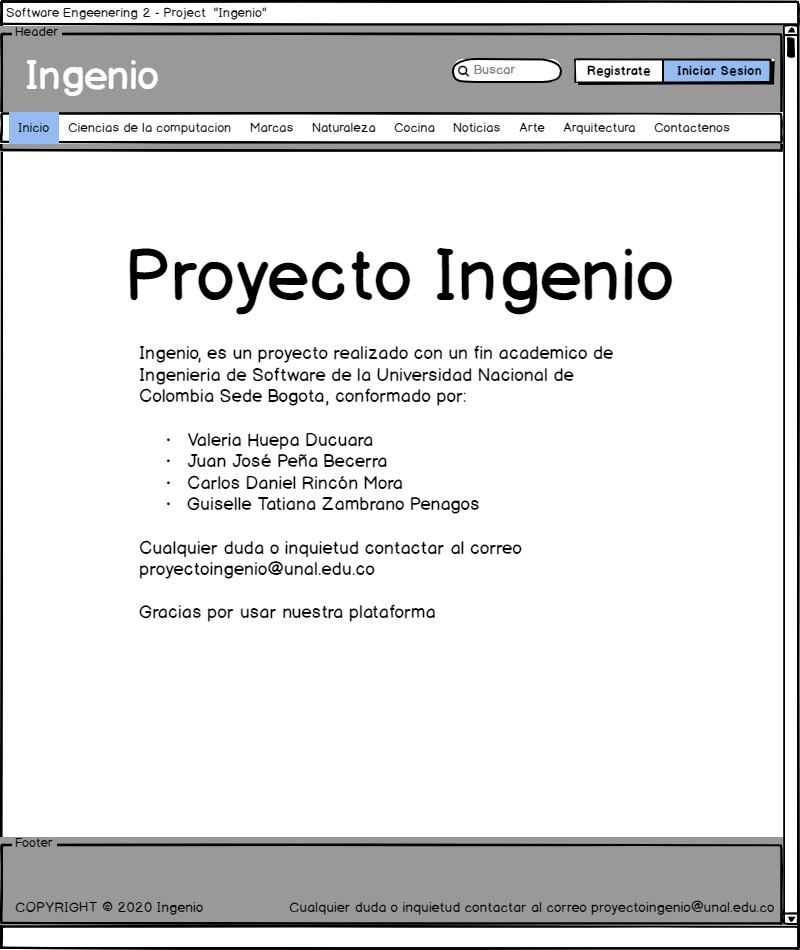 Software Engeenering 2 - Project "Ingenio"
Header
Ingenio
Buscar
Registrate
Iniciar Sesion
Inicio Ciencias de la computacion Marcas Naturaleza Cocina Noticias Arte Arquitectura Contactenos
Proyecto Ingenio
Ingenio, es un proyecto realizado con un fin academico de
Ingenieria de Software de la Universidad Nacional de
Colombia Sede Bogota, conformado por:
· Valeria Huepa Ducuara
· Juan José Peña Becerra
· Carlos Daniel Rincón Mora
· Guiselle Tatiana Zambrano Penagos
Cualquier duda o inquietud contactar al correo
proyectoingenio@unal.edu.co
Gracias por usar nuestra plataforma
Footer
COPYRIGHT © 2020 Ingenio
Cualquier duda o inquietud contactar al correo proyectoingenio@unal.edu.co